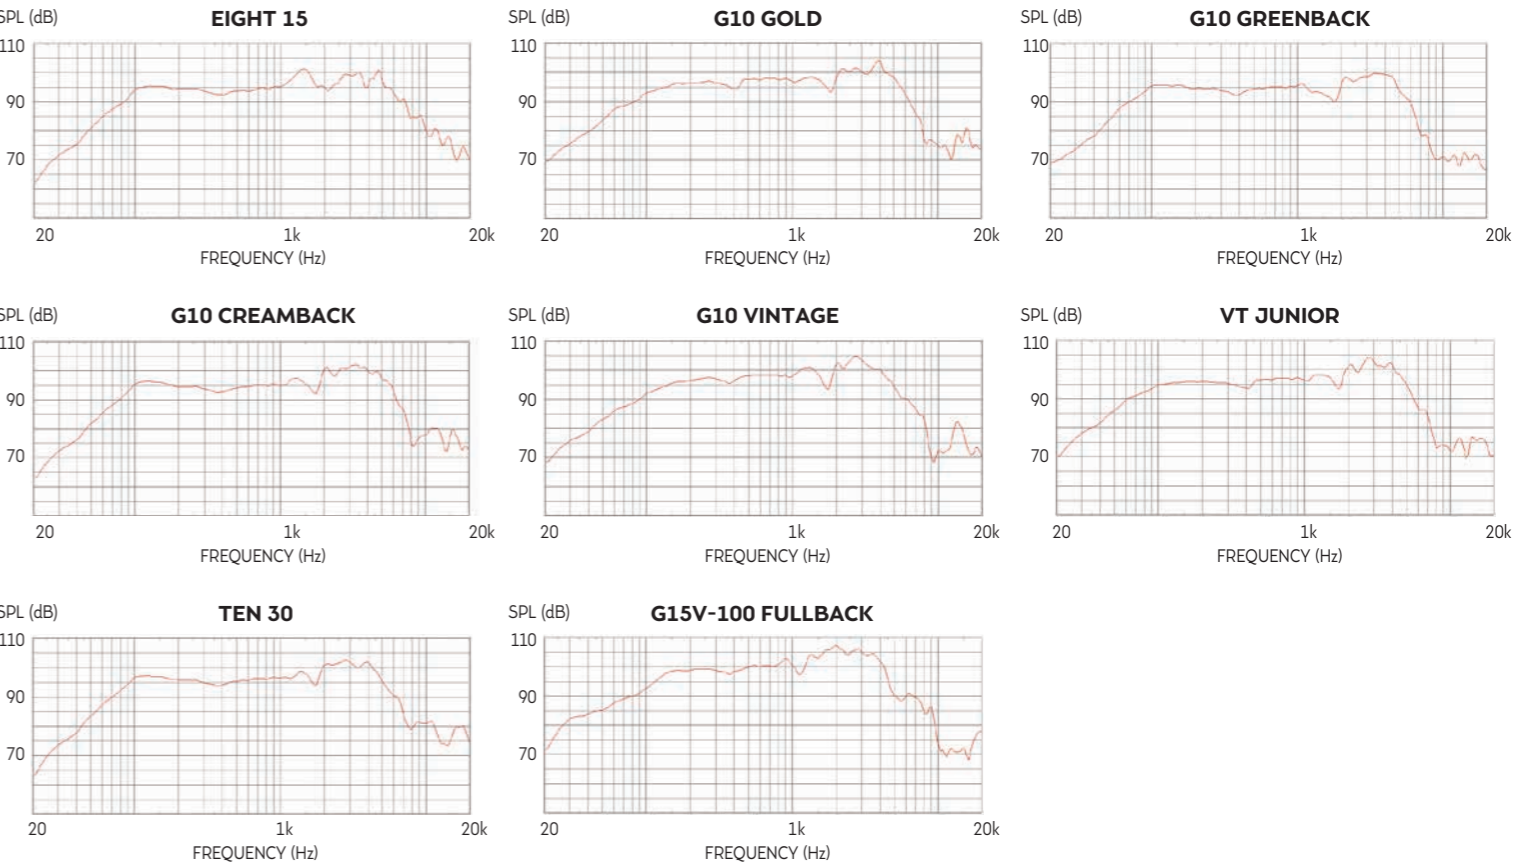 SPL (dB) EIGHT 15 SPL (dB) G10 GOLD SPL (dB) G10 GREENBACK
110 110 110
90 90 90
70 70 70
20 1k 20k 20 1k 20k 20 1k 20k
FREQUENCY (Hz) FREQUENCY (Hz) FREQUENCY (Hz)
SPL (dB) G10 CREAMBACK SPL (dB) G10 VINTAGE SPL (dB) VT JUNIOR
110 110 110
90 90 90
70 70 70
20 1k 20k 20 1k 20k 20 1k 20k
FREQUENCY (Hz) FREQUENCY (Hz) FREQUENCY (Hz)
SPL (dB) TEN 30 SPL (dB) G15V-100 FULLBACK
110 110
90 90
70 70
20 1k 20k 20 1k 20k
FREQUENCY (Hz) FREQUENCY (Hz)